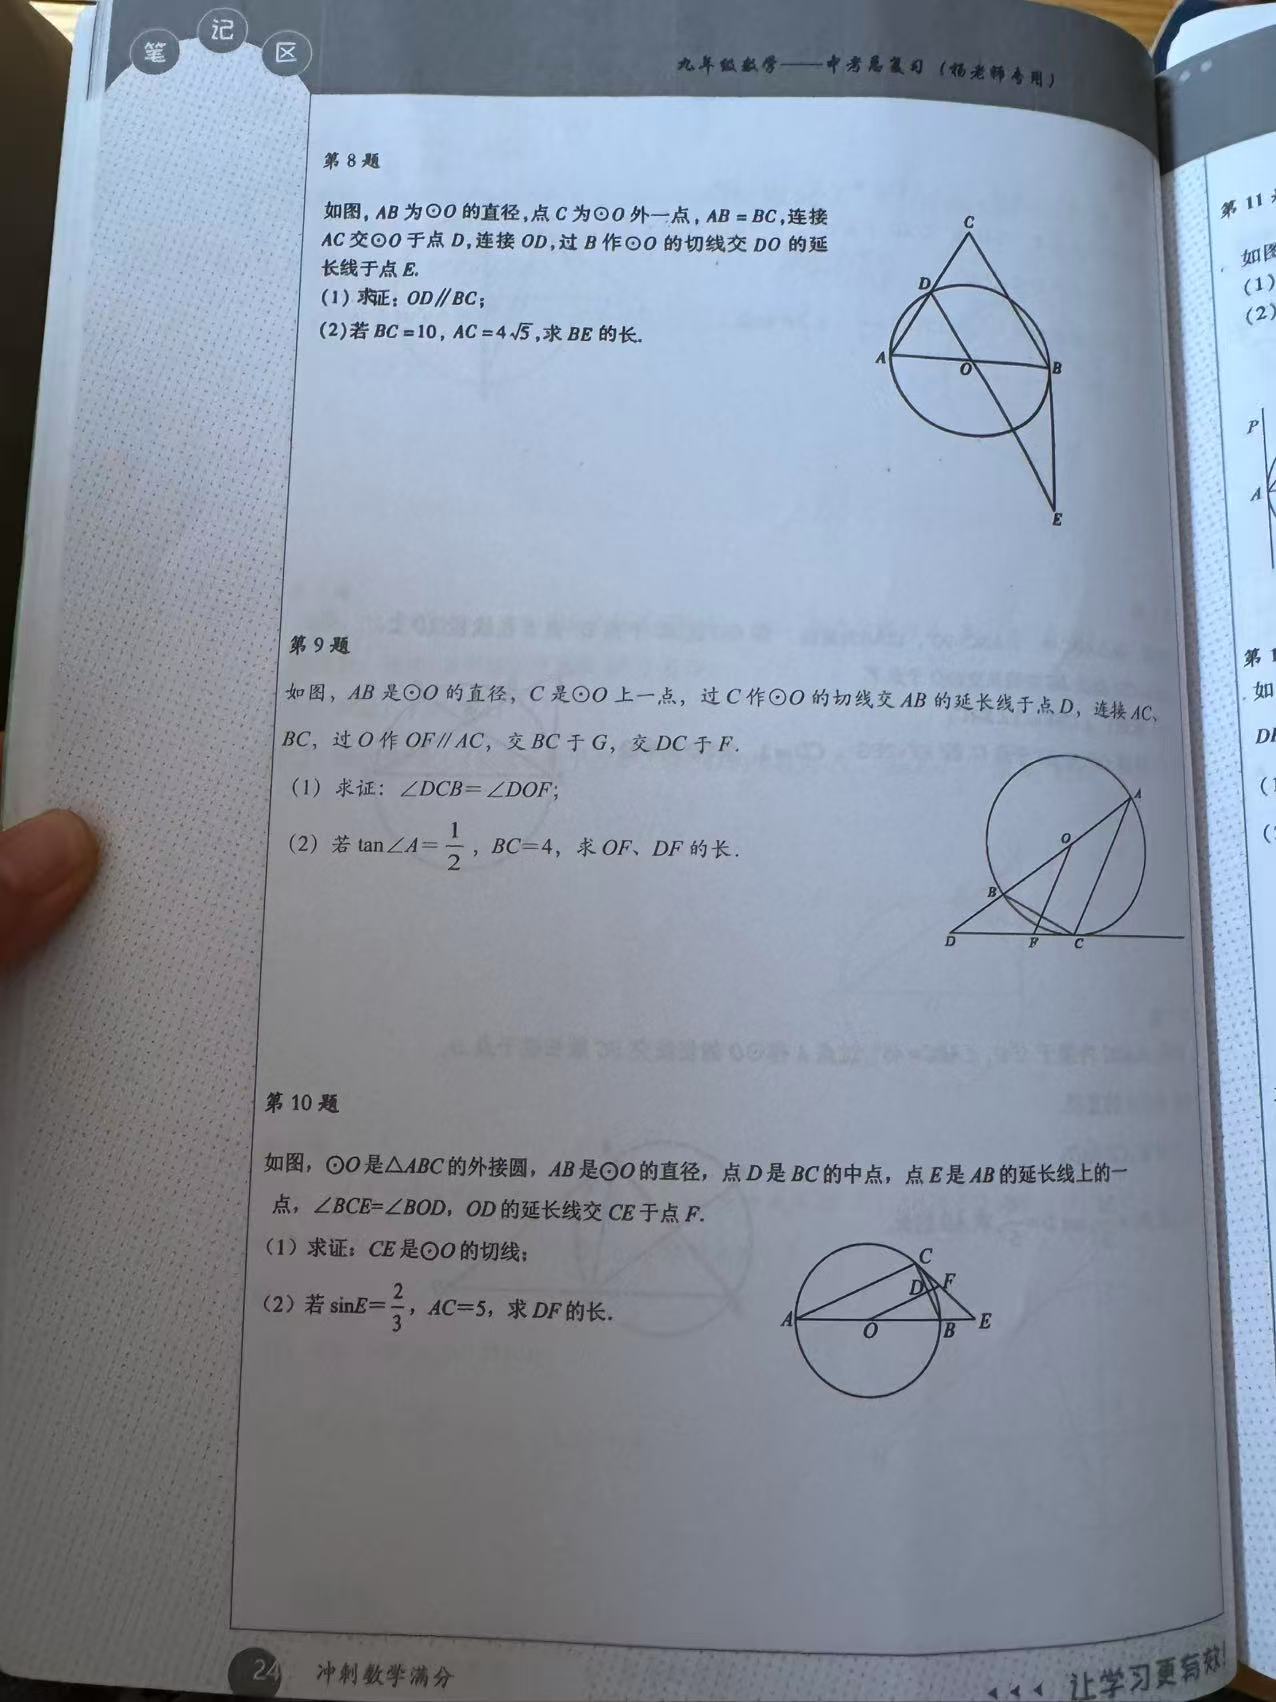 笔记区
九年级数学——中考总复习（杨老师专用）
第8题
如图，AB为⊙O的直径，点C为⊙O外一点，AB=BC，连接
AC交⊙O于点D，连接OD，过B作⊙O的切线交DO的延
长线于点E.
(1)求证：OD∥BC；
(2)若BC=10，AC=4√5，求BE的长.
C
D
A
O
B
E
第9题
如图，AB是⊙O的直径，C是⊙O上一点，过C作⊙O的切线交AB的延长线于点D，连接AC、
BC，过O作OF∥AC，交BC于G，交DC于F.
（1）求证：∠DCB=∠DOF；
（2）若tan∠A=1/2，BC=4，求OF、DF的长.
A
O
B
D
F
C
第10题
如图，⊙O是△ABC的外接圆，AB是⊙O的直径，点D是BC的中点，点E是AB的延长线上的一
点，∠BCE=∠BOD，OD的延长线交CE于点F.
（1）求证：CE是⊙O的切线；
（2）若sinE=2/3，AC=5，求DF的长.
C
D
F
A
O
B
E
24 冲刺数学满分
让学习更有效！
第11
如图
(1)
(2)
P
A
第1
如
(1)